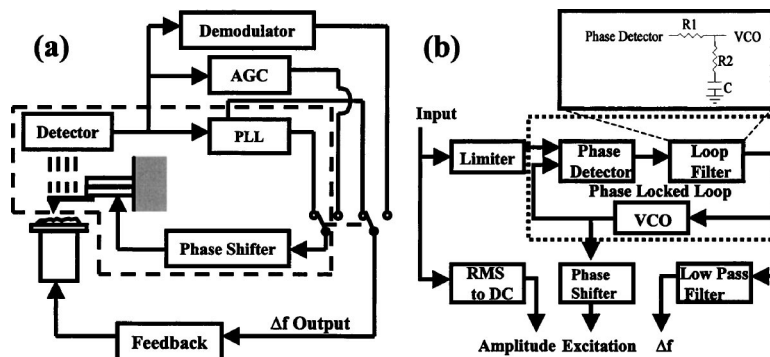 (a)
Demodulator
AGC
Detector
PLL
Phase Shifter
Δf Output
Feedback
(b)
Phase Detector
R1
VCO
R2
C
Input
Limiter
Phase
Detector
Loop
Filter
Phase Locked Loop
VCO
RMS
to DC
Phase
Shifter
Low Pass
Filter
Amplitude Excitation Δf